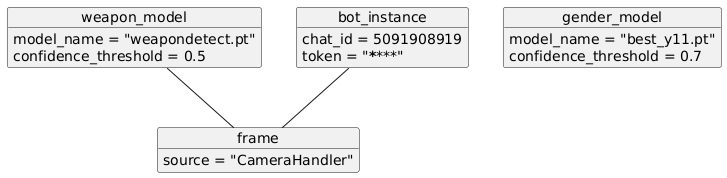 weapon_model
model_name = "weapondetect.pt"
confidence_threshold = 0.5
bot_instance
chat_id = 5091908919
token = "*****"
gender_model
model_name = "best_y11.pt"
confidence_threshold = 0.7
frame
source = "CameraHandler"